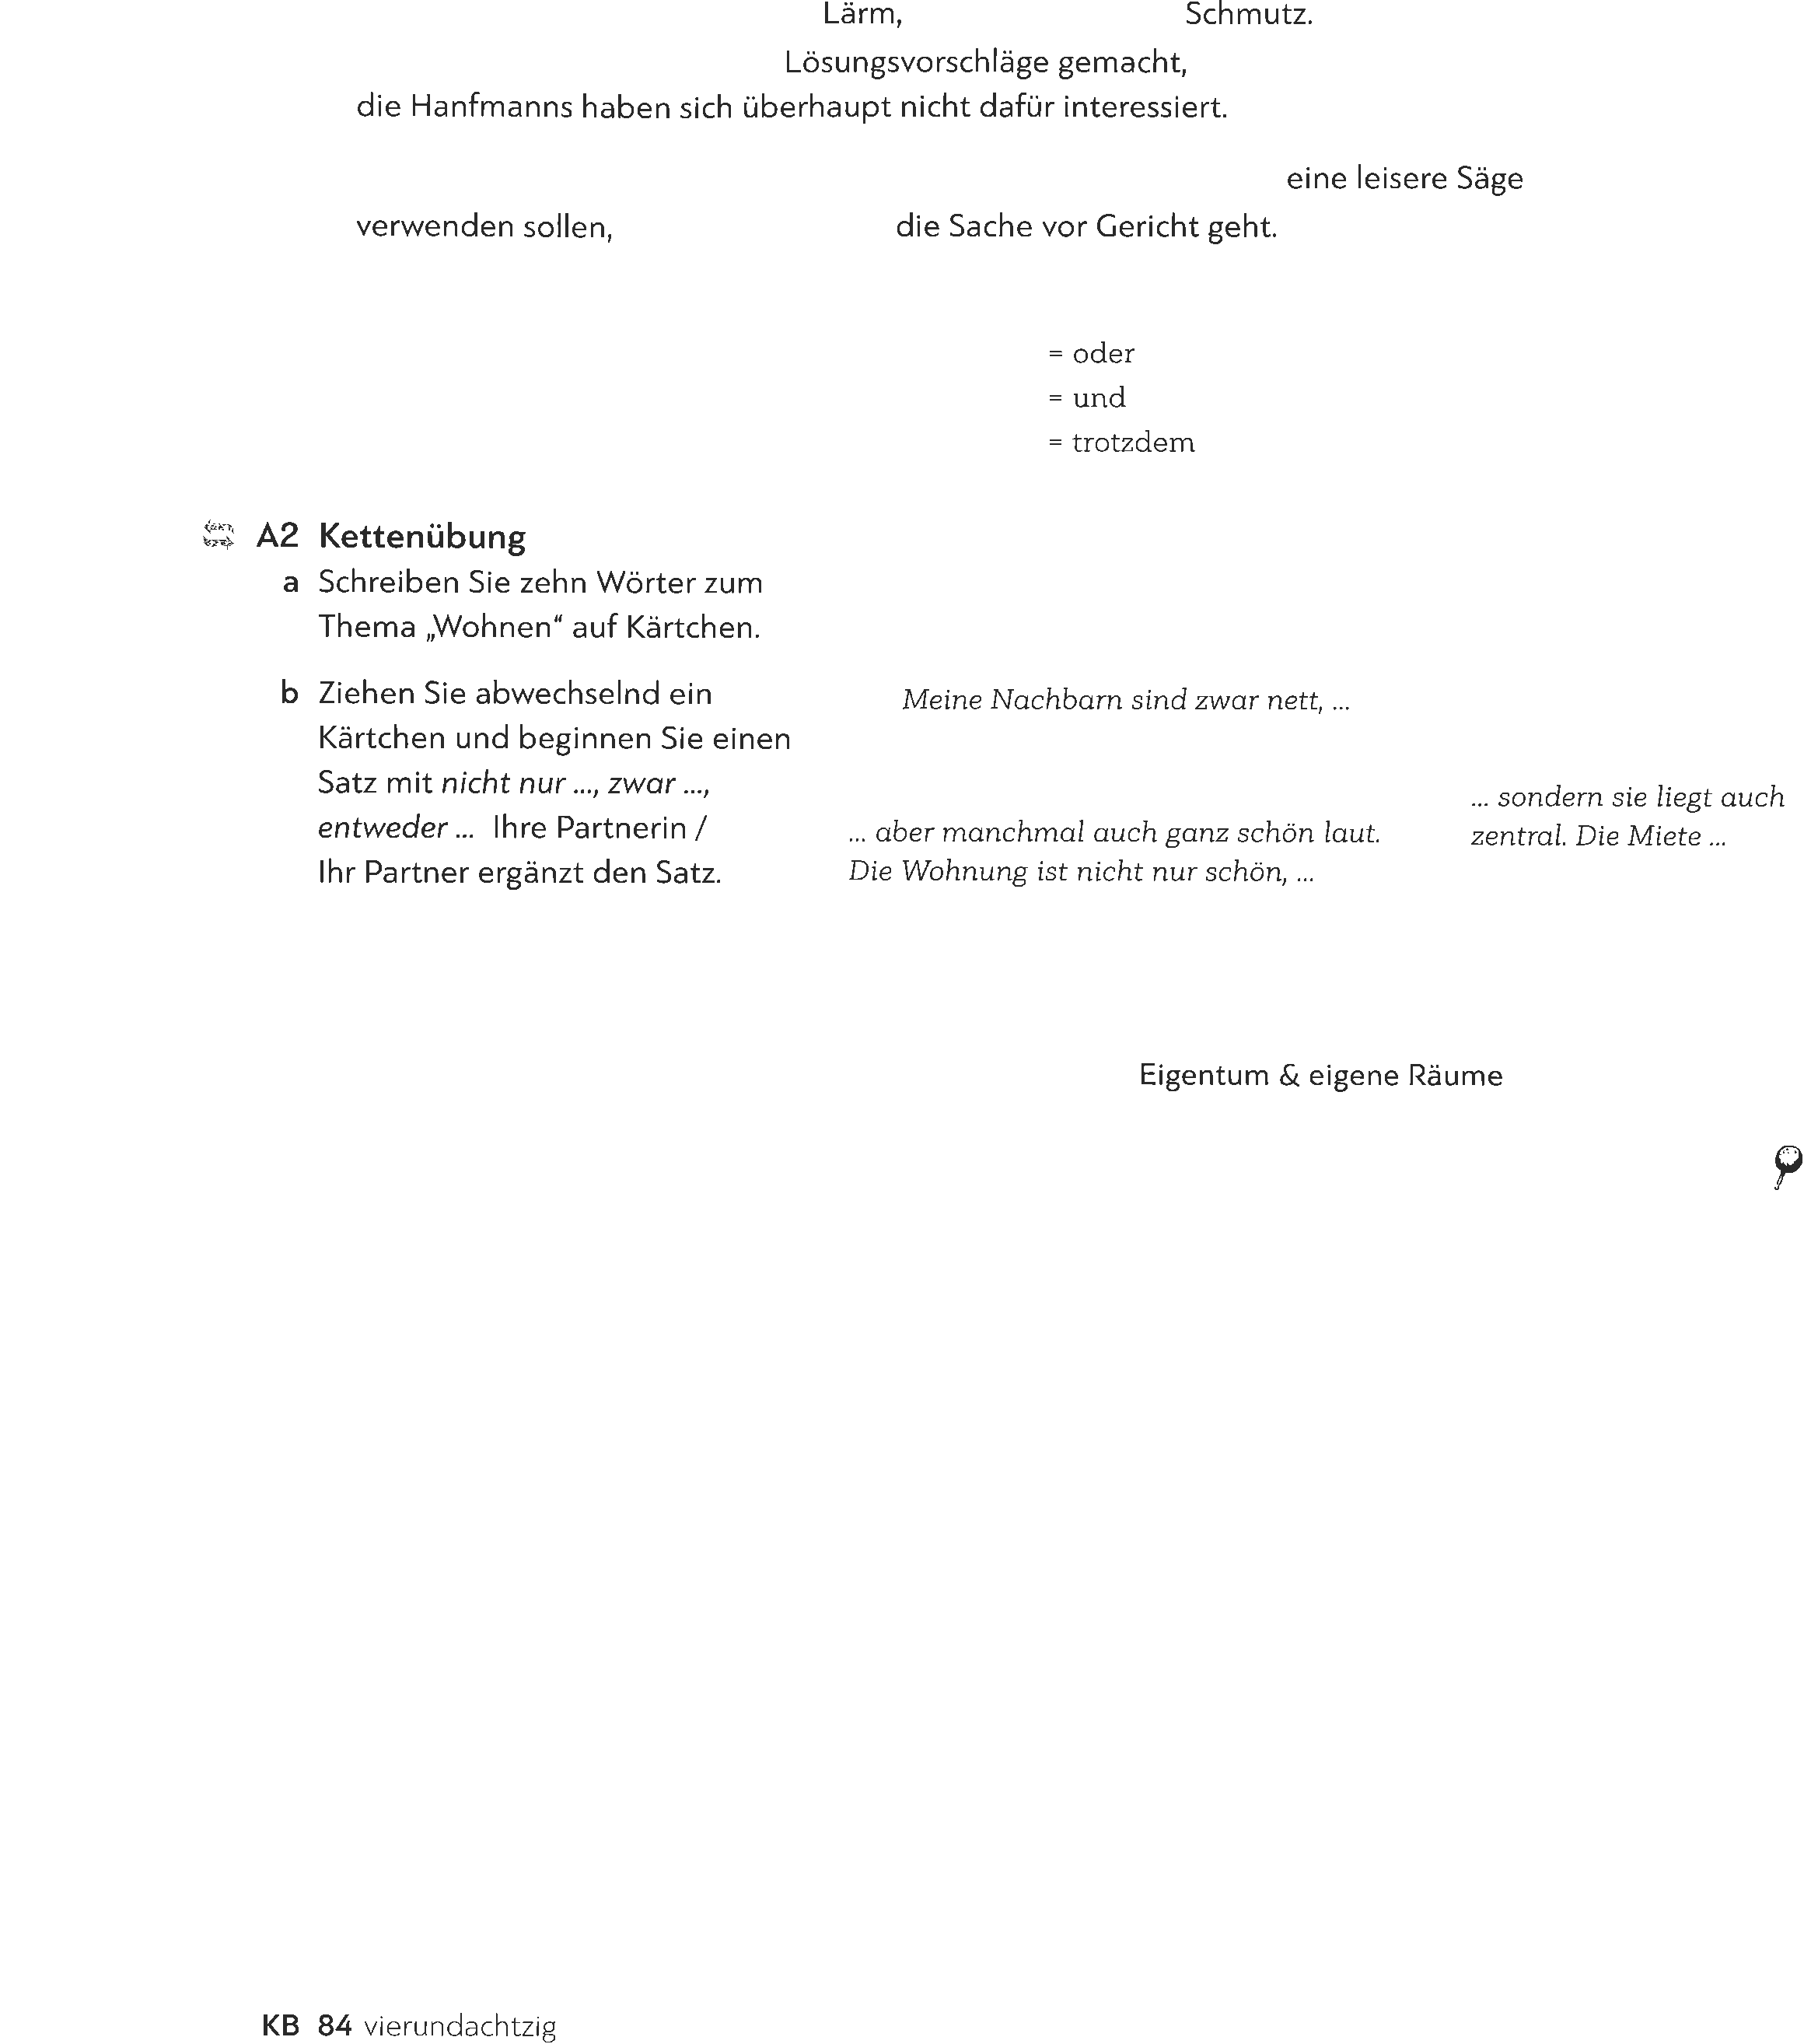 Lärm, Schmutz.
Lösungsvorschläge gemacht,
die Hanfmanns haben sich überhaupt nicht dafür interessiert.
eine leisere Säge
verwenden sollen, die Sache vor Gericht geht.
= oder
= und
= trotzdem
A2 Kettenübung
a Schreiben Sie zehn Wörter zum
Thema „Wohnen“ auf Kärtchen.
b Ziehen Sie abwechselnd ein
Kärtchen und beginnen Sie einen
Satz mit nicht nur ..., zwar ...,
entweder ... Ihre Partnerin /
Ihr Partner ergänzt den Satz.
Meine Nachbarn sind zwar nett, ...
... aber manchmal auch ganz schön laut.
Die Wohnung ist nicht nur schön, ...
... sondern sie liegt auch
zentral. Die Miete ...
Eigentum & eigene Räume
KB 84 vierundachtzig